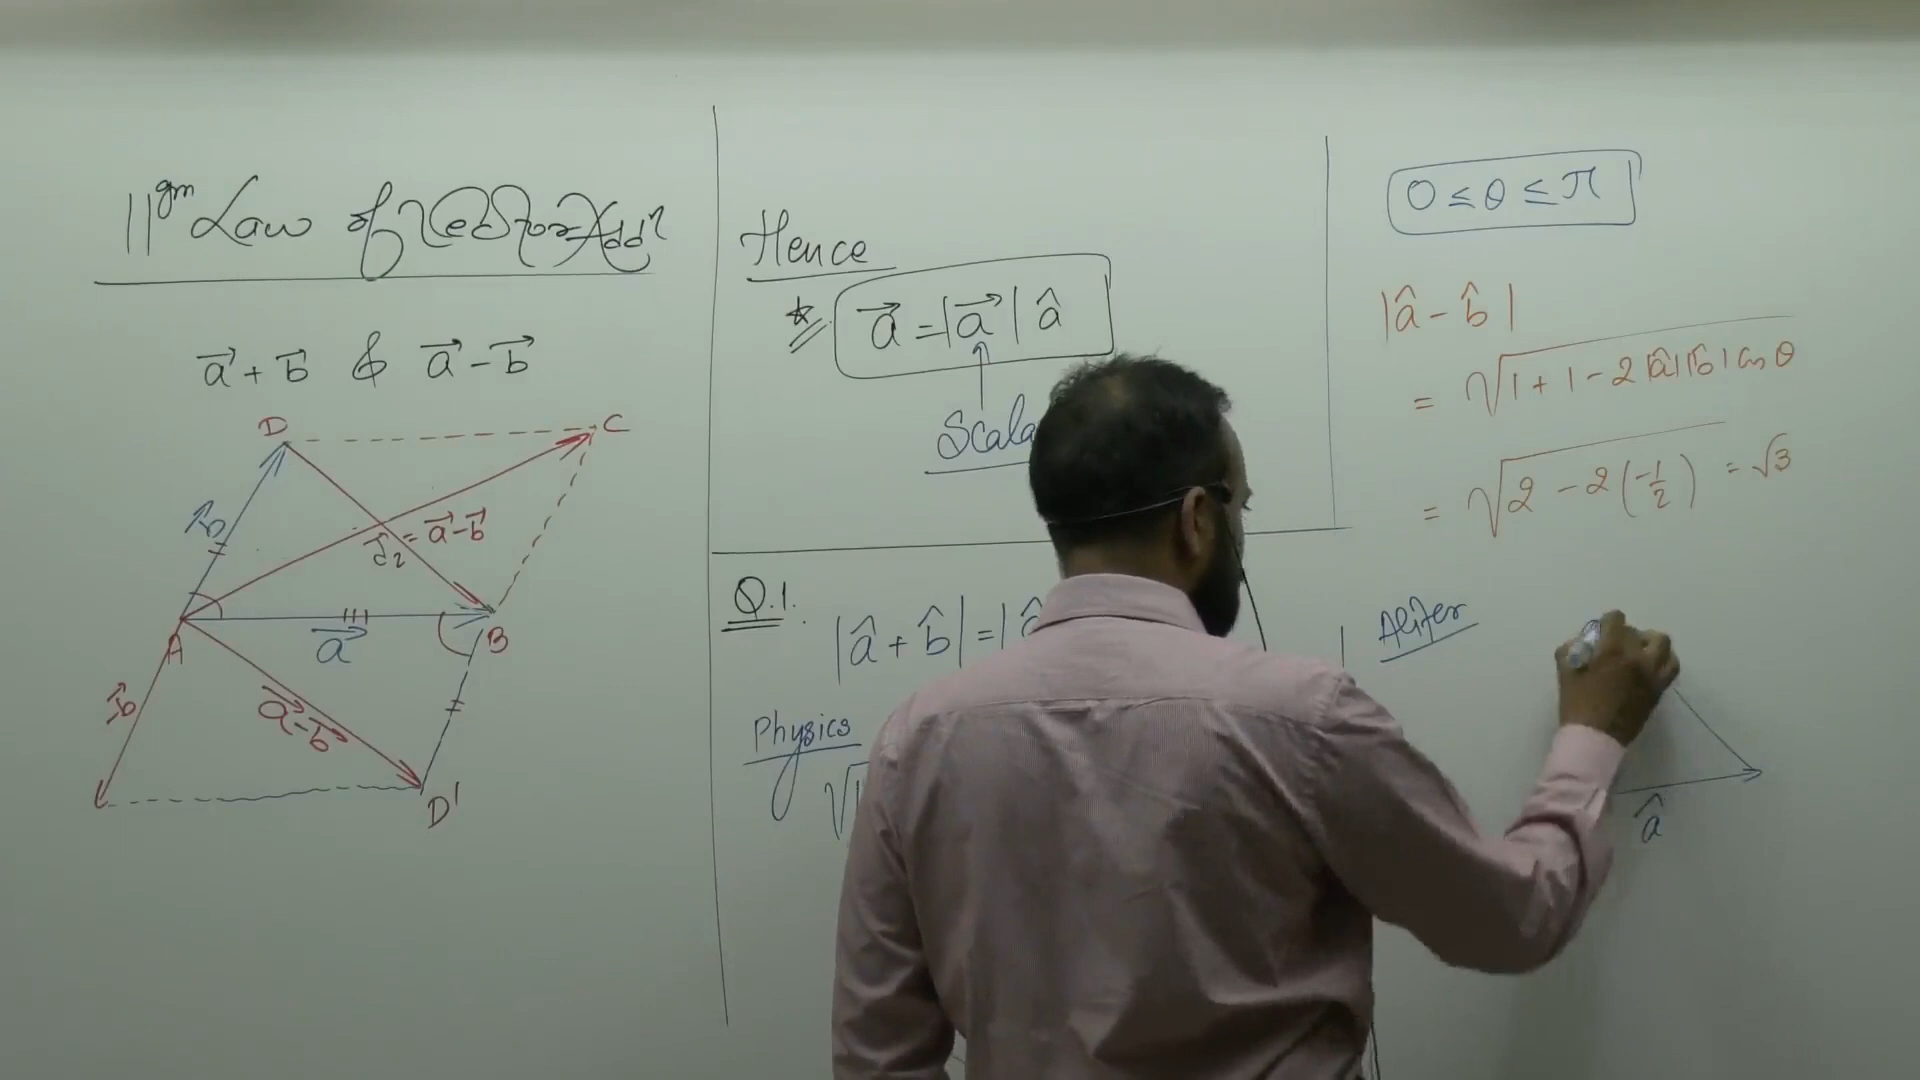 ||gm Law of Vector Addn
a⃗ + b⃗ & a⃗ - b⃗
D
C
b⃗
d⃗₂ = a⃗ - b⃗
A
a⃗
B
b⃗
a⃗ - b⃗
D'
Hence
☆ a⃗ = |a⃗| â
Scala
Q.1.
|â + b̂| = |â
Physics
√1
0 ≤ θ ≤ π
|â - b̂|
= √1 + 1 - 2|â||b̂| cos θ
= √2 - 2(-1/2) = √3
Aliter
â